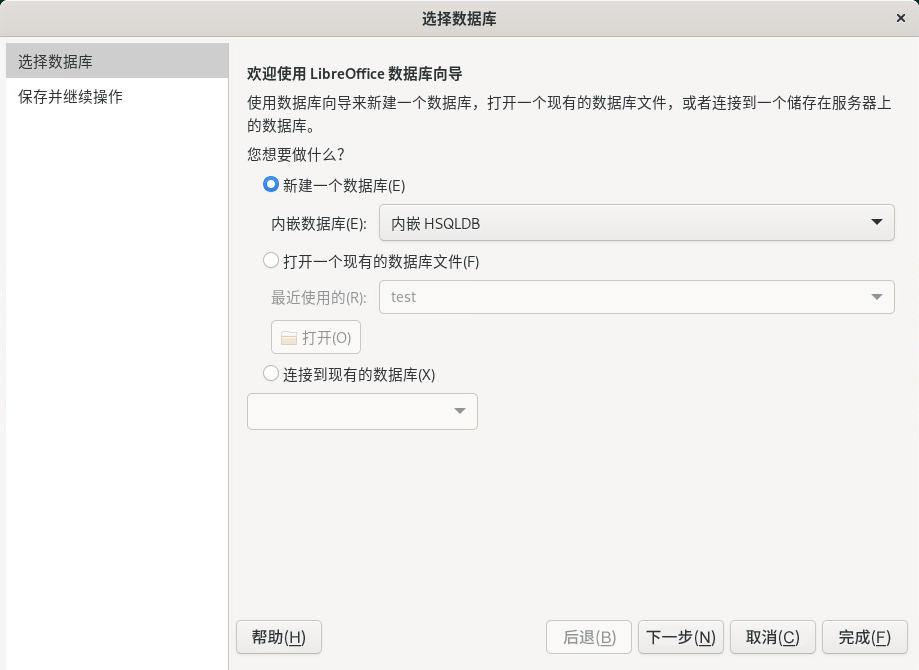 选择数据库
选择数据库
保存并继续操作
欢迎使用 LibreOffice 数据库向导
使用数据库向导来新建一个数据库，打开一个现有的数据库文件，或者连接到一个储存在服务器上
的数据库。
您想要做什么？
新建一个数据库(E)
内嵌数据库(E): 内嵌 HSQLDB
打开一个现有的数据库文件(F)
最近使用的(R): test
打开(O)
连接到现有的数据库(X)
帮助(H) 后退(B) 下一步(N) 取消(C) 完成(F)